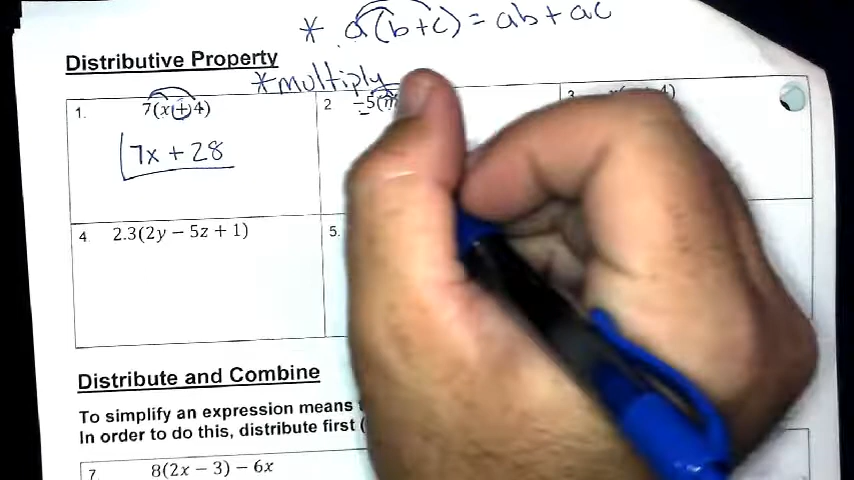 * a(b+c) = ab + ac
Distributive Property
*multiply
1. 7(x + 4)
2 -5(m
3
4)
7x + 28
4. 2.3(2y − 5z + 1)
5.
Distribute and Combine
To simplify an expression means
In order to do this, distribute first (
7. 8(2x − 3) − 6x